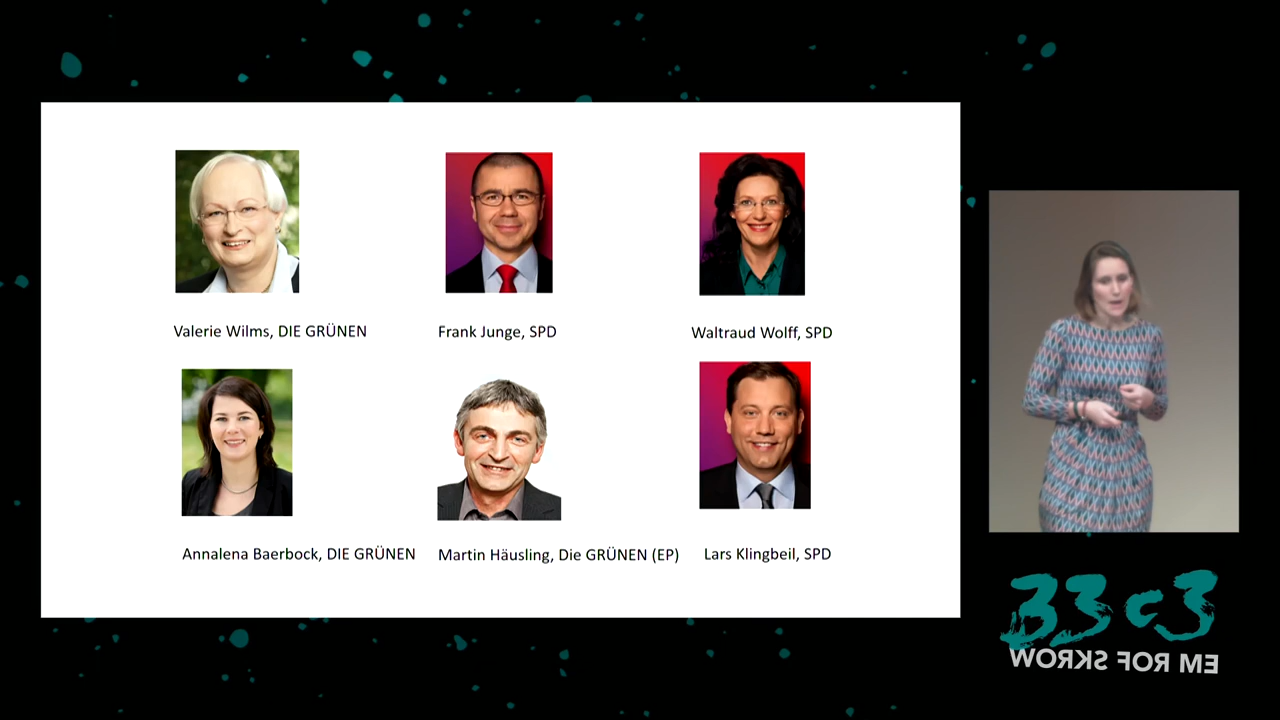 Valerie Wilms, DIE GRÜNEN
Frank Junge, SPD
Waltraud Wolff, SPD
Annalena Baerbock, DIE GRÜNEN
Martin Häusling, Die GRÜNEN (EP)
Lars Klingbeil, SPD
33c3
WORKS FOR ME